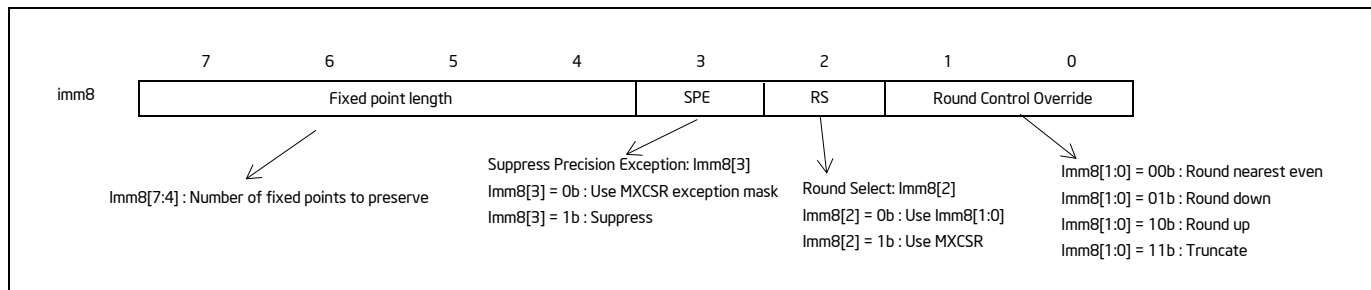 7 6 5 4 3 2 1 0
imm8 Fixed point length SPE RS Round Control Override
Imm8[7:4] : Number of fixed points to preserve
Suppress Precision Exception: Imm8[3]
Imm8[3] = 0b : Use MXCSR exception mask
Imm8[3] = 1b : Suppress
Round Select: Imm8[2]
Imm8[2] = 0b : Use Imm8[1:0]
Imm8[2] = 1b : Use MXCSR
Imm8[1:0] = 00b : Round nearest even
Imm8[1:0] = 01b : Round down
Imm8[1:0] = 10b : Round up
Imm8[1:0] = 11b : Truncate